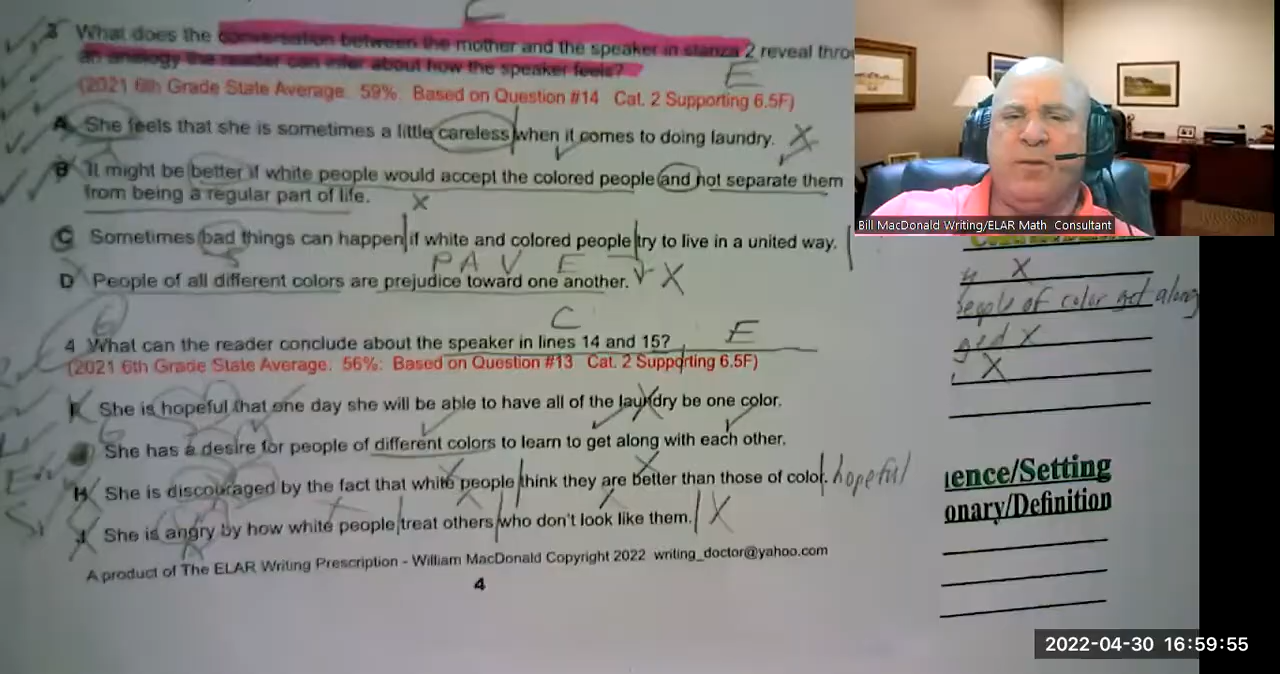 C
3 What does the conversation between the mother and the speaker in stanza 2 reveal
an analogy the reader can infer about how the speaker feels?
E
(2021 6th Grade State Average: 59%: Based on Question #14 Cat. 2 Supporting 6.5F)
A She feels that she is sometimes a little careless when it comes to doing laundry. X
B It might be better if white people would accept the colored people and not separate them
from being a regular part of life. X
C Sometimes bad things can happen if white and colored people try to live in a united way.
P A V E
D People of all different colors are prejudice toward one another. X
C
4 What can the reader conclude about the speaker in lines 14 and 15? E
(2021 6th Grade State Average: 56%: Based on Question #13 Cat. 2 Supporting 6.5F)
She is hopeful that one day she will be able to have all of the laundry be one color.
She has a desire for people of different colors to learn to get along with each other.
H She is discouraged by the fact that white people think they are better than those of color. hopeful
J She is angry by how white people treat others who don't look like them. X
A product of The ELAR Writing Prescription - William MacDonald Copyright 2022 writing_doctor@yahoo.com
4
Bill MacDonald Writing/ELAR Math Consultant
X
people of color get along
X
X
ience/Setting
onary/Definition
2022-04-30 16:59:55